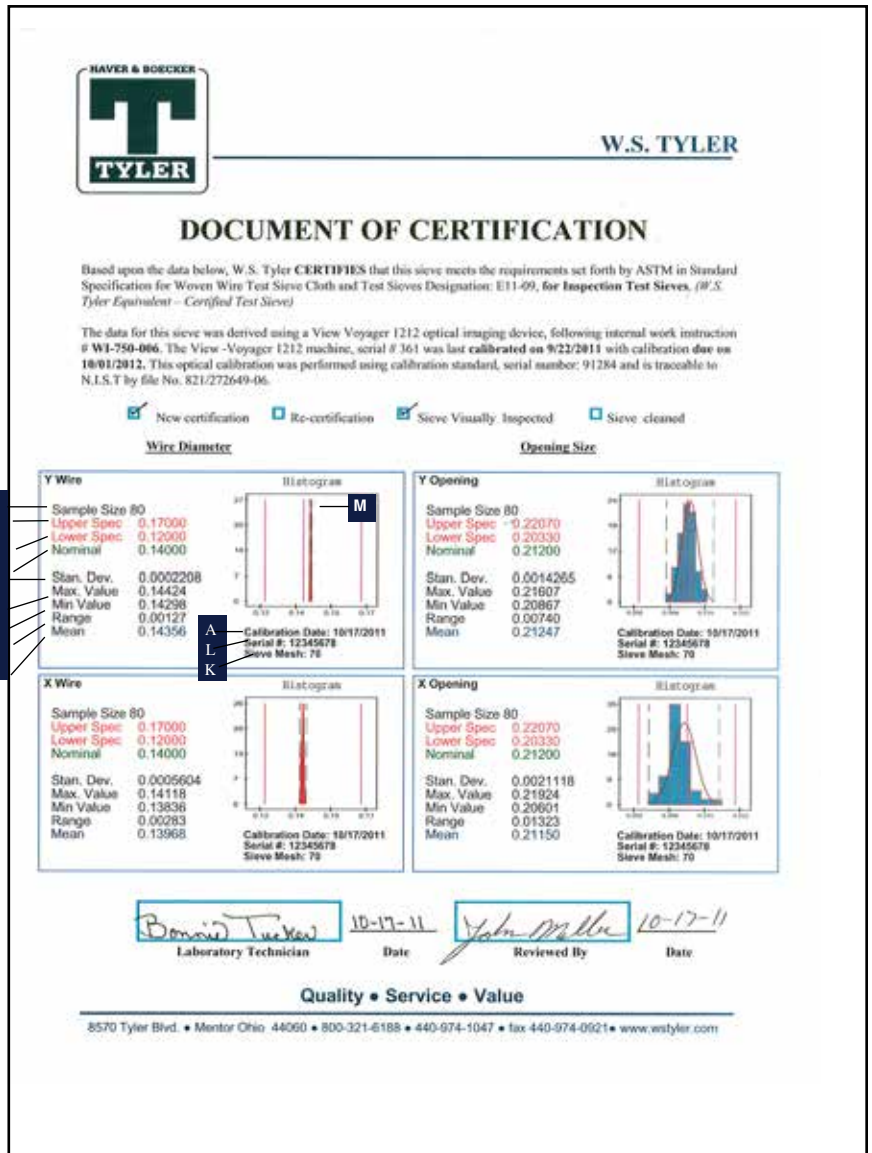 HAVER & BOECKER
T
TYLER
W.S. TYLER
DOCUMENT OF CERTIFICATION
Based upon the data below, W.S. Tyler CERTIFIES that this sieve meets the requirements set forth by ASTM in Standard
Specification for Woven Wire Test Sieve Cloth and Test Sieves Designation: E11-09, for Inspection Test Sieves. (W.S.
Tyler Equivalent – Certified Test Sieve)
The data for this sieve was derived using a View Voyager 1212 optical imaging device, following internal work instruction
# WI-750-006. The View -Voyager 1212 machine, serial # 361 was last calibrated on 9/22/2011 with calibration due on
10/01/2012. This optical calibration was performed using calibration standard, serial number: 91284 and is traceable to
N.I.S.T by file No. 821/272649-06.
New certification Re-certification Sieve Visually Inspected Sieve cleaned
Wire Diameter
Opening Size
Y Wire
Histogram
M
Sample Size 80
Upper Spec 0.17000
Lower Spec 0.12000
Nominal 0.14000
Stan. Dev. 0.0002208
Max. Value 0.14424
Min Value 0.14298
Range 0.00127
Mean 0.14356
A Calibration Date: 10/17/2011
L Serial #: 12345678
K Sieve Mesh: 70
Y Opening
Histogram
Sample Size 80
Upper Spec 0.22070
Lower Spec 0.20330
Nominal 0.21200
Stan. Dev. 0.0014265
Max. Value 0.21607
Min Value 0.20867
Range 0.00740
Mean 0.21247
Calibration Date: 10/17/2011
Serial #: 12345678
Sieve Mesh: 70
X Wire
Histogram
Sample Size 80
Upper Spec 0.17000
Lower Spec 0.12000
Nominal 0.14000
Stan. Dev. 0.0005604
Max. Value 0.14118
Min Value 0.13836
Range 0.00283
Mean 0.13968
Calibration Date: 10/17/2011
Serial #: 12345678
Sieve Mesh: 70
X Opening
Histogram
Sample Size 80
Upper Spec 0.22070
Lower Spec 0.20330
Nominal 0.21200
Stan. Dev. 0.0021118
Max. Value 0.21924
Min Value 0.20601
Range 0.01323
Mean 0.21150
Calibration Date: 10/17/2011
Serial #: 12345678
Sieve Mesh: 70
Bonnie Tucker 10-17-11 John Miller 10-17-11
Laboratory Technician Date Reviewed By Date
Quality • Service • Value
8570 Tyler Blvd. • Mentor Ohio 44060 • 800-321-6188 • 440-974-1047 • fax 440-974-0921• www.wstyler.com